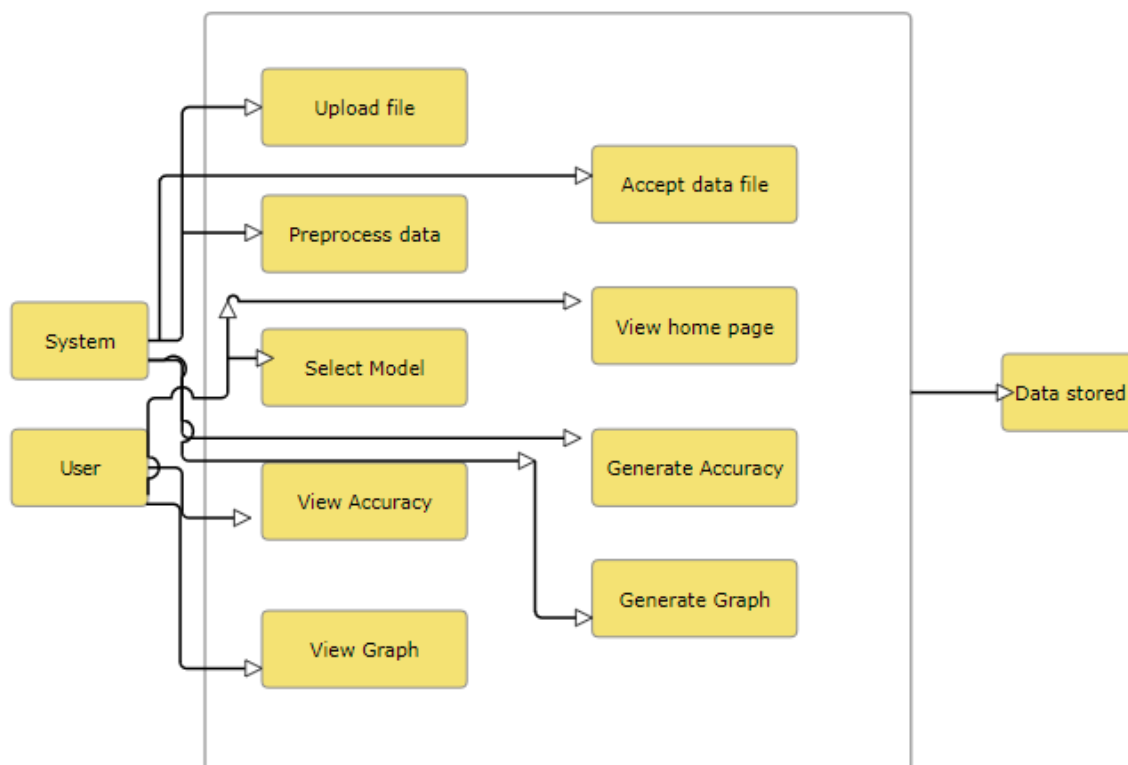 Upload file
Accept data file
Preprocess data
System
View home page
Select Model
Data stored
User
Generate Accuracy
View Accuracy
Generate Graph
View Graph